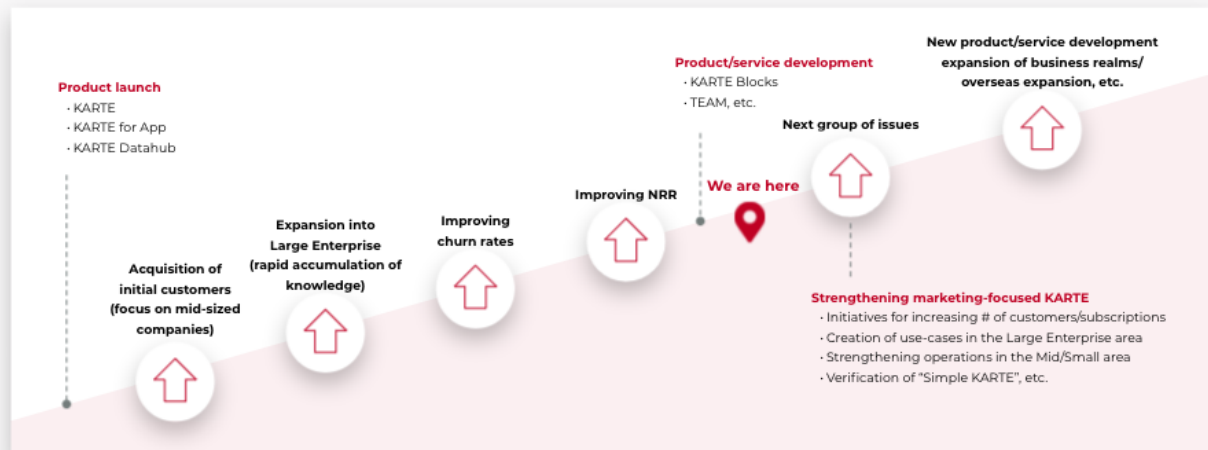 Product launch
・KARTE
・KARTE for App
・KARTE Datahub
Acquisition of
initial customers
(focus on mid-sized
companies)
Expansion into
Large Enterprise
(rapid accumulation of
knowledge)
Improving
churn rates
Improving NRR
Product/service development
・KARTE Blocks
・TEAM, etc.
We are here
Next group of issues
Strengthening marketing-focused KARTE
・Initiatives for increasing # of customers/subscriptions
・Creation of use-cases in the Large Enterprise area
・Strengthening operations in the Mid/Small area
・Verification of “Simple KARTE”, etc.
New product/service development
expansion of business realms/
overseas expansion, etc.